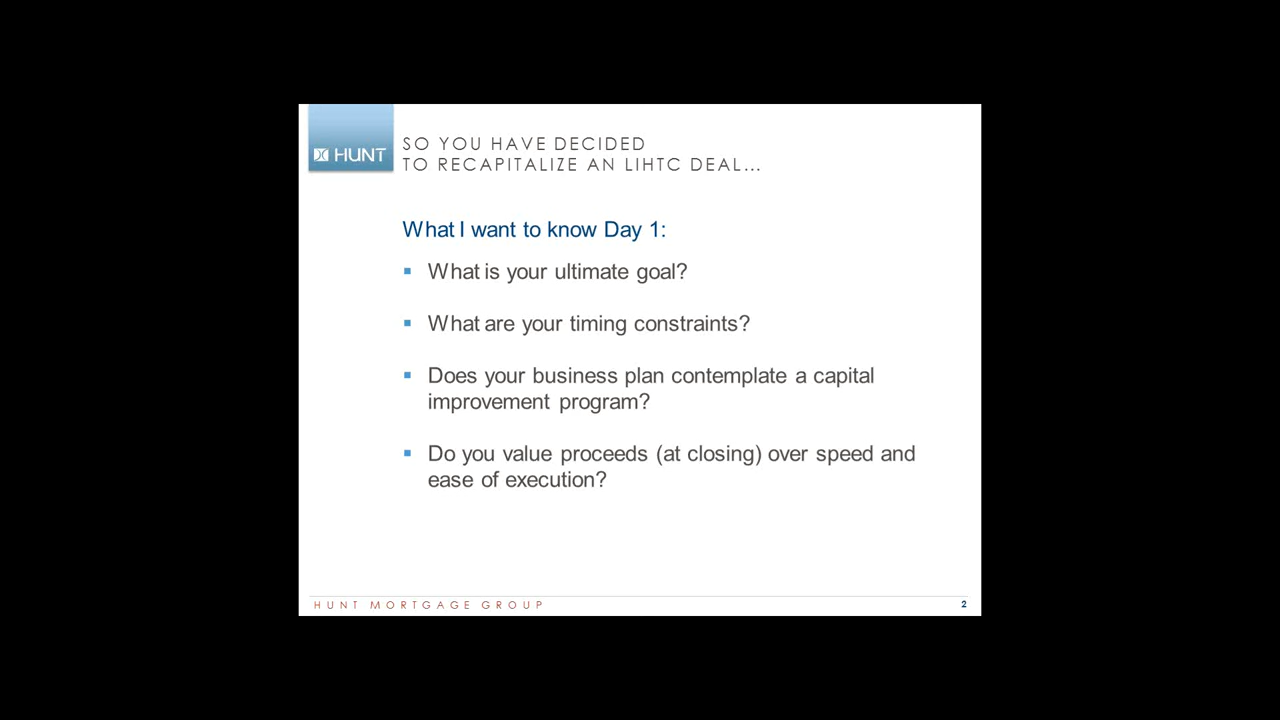 HUNT
SO YOU HAVE DECIDED
TO RECAPITALIZE AN LIHTC DEAL...
What I want to know Day 1:
What is your ultimate goal?
What are your timing constraints?
Does your business plan contemplate a capital
improvement program?
Do you value proceeds (at closing) over speed and
ease of execution?
HUNT MORTGAGE GROUP
2